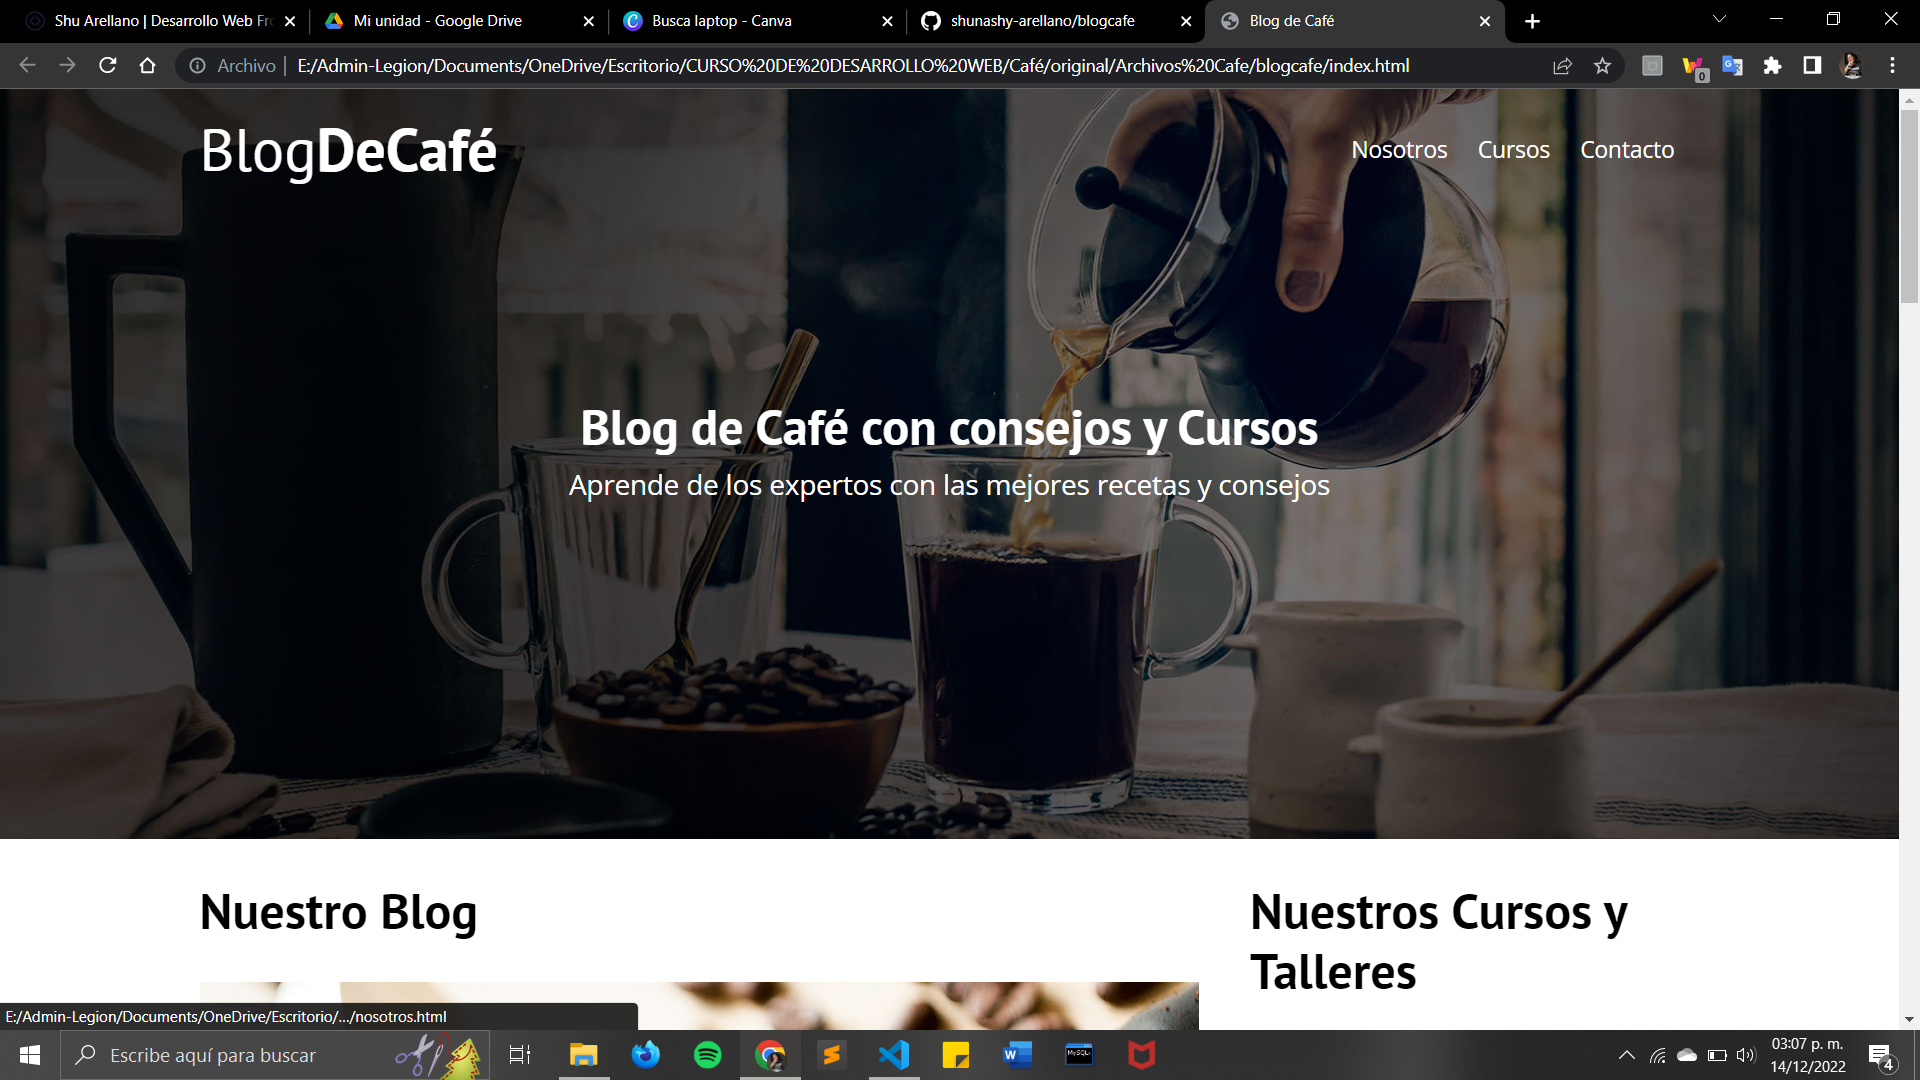 Shu Arellano | Desarrollo Web Fr
Mi unidad - Google Drive
Busca laptop - Canva
shunashy-arellano/blogcafe
Blog de Café
Archivo
E:/Admin-Legion/Documents/OneDrive/Escritorio/CURSO%20DE%20DESARROLLO%20WEB/Café/original/Archivos%20Cafe/blogcafe/index.html
0
BlogDeCafé
Nosotros
Cursos
Contacto
Blog de Café con consejos y Cursos
Aprende de los expertos con las mejores recetas y consejos
Nuestro Blog
Nuestros Cursos y
Talleres
E:/Admin-Legion/Documents/OneDrive/Escritorio/.../nosotros.html
Escribe aquí para buscar
03:07 p. m.
14/12/2022
4